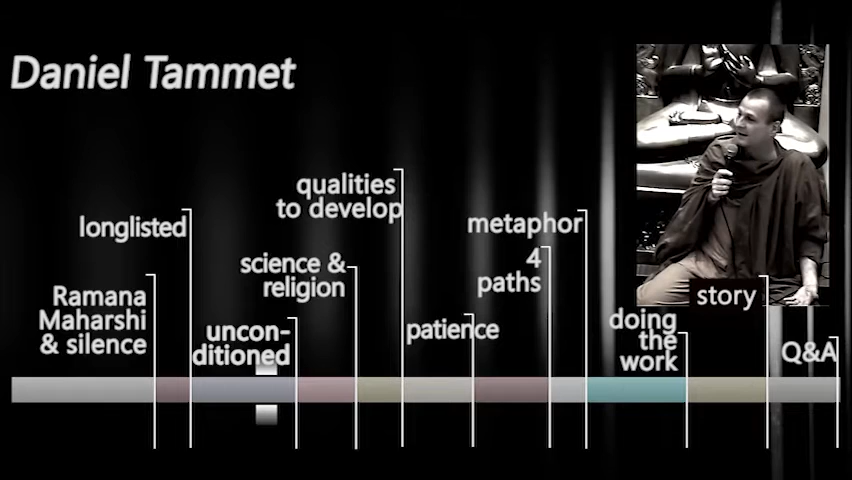 Daniel Tammet
qualities
to develop
longlisted
metaphor
science &
religion
4
paths
Ramana
Maharshi
& silence
uncon-
ditioned
patience
doing
the
work
story
Q&A